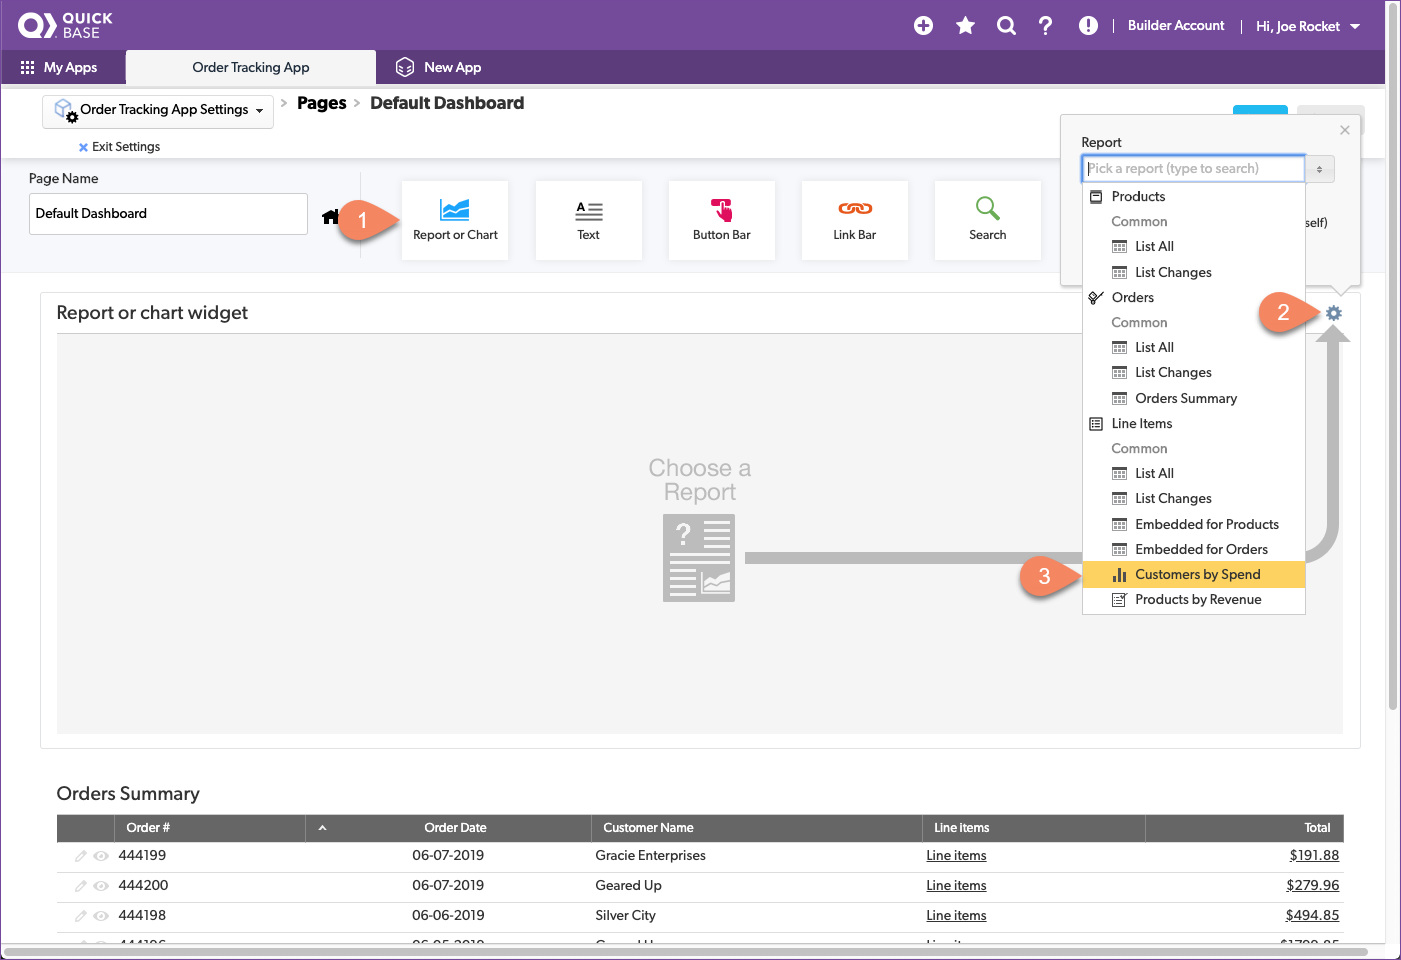 QUICK
BASE
Builder Account
Hi, Joe Rocket
My Apps
Order Tracking App
New App
Order Tracking App Settings
> Pages > Default Dashboard
Exit Settings
Page Name
Default Dashboard
1
Report or Chart
Text
Button Bar
Link Bar
Search
Report
Pick a report (type to search)
self)
Products
Common
List All
List Changes
Orders
Common
List All
List Changes
Orders Summary
Line Items
Common
List All
List Changes
Embedded for Products
Embedded for Orders
Customers by Spend
Products by Revenue
2
3
Report or chart widget
Choose a
Report
Orders Summary
Order # Order Date Customer Name Line items Total
444199 06-07-2019 Gracie Enterprises Line items $191.88
444200 06-07-2019 Geared Up Line items $279.96
444198 06-06-2019 Silver City Line items $494.85